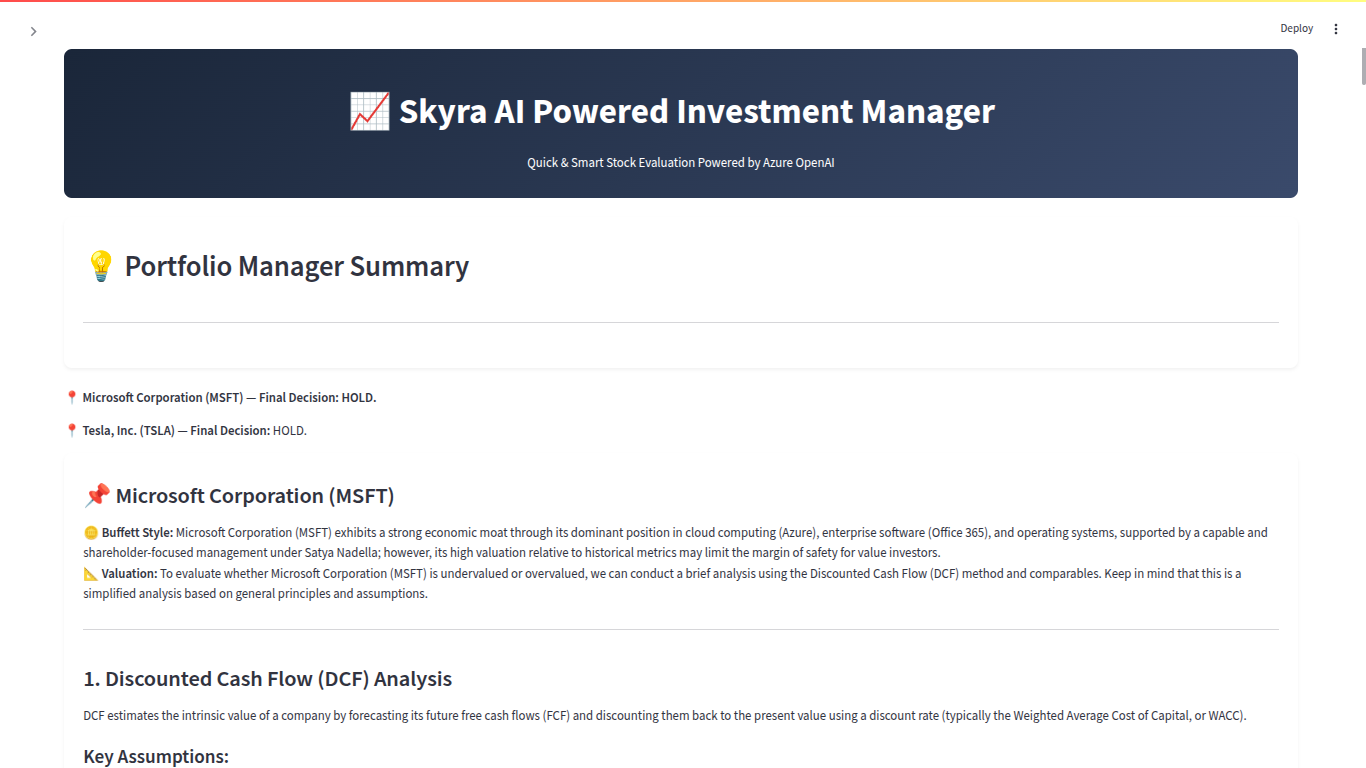 Deploy
📈 Skyra AI Powered Investment Manager
Quick & Smart Stock Evaluation Powered by Azure OpenAI
💡 Portfolio Manager Summary
📍 Microsoft Corporation (MSFT) — Final Decision: HOLD.
📍 Tesla, Inc. (TSLA) — Final Decision: HOLD.
📌 Microsoft Corporation (MSFT)
🪙 Buffett Style: Microsoft Corporation (MSFT) exhibits a strong economic moat through its dominant position in cloud computing (Azure), enterprise software (Office 365), and operating systems, supported by a capable and
shareholder-focused management under Satya Nadella; however, its high valuation relative to historical metrics may limit the margin of safety for value investors.
📐 Valuation: To evaluate whether Microsoft Corporation (MSFT) is undervalued or overvalued, we can conduct a brief analysis using the Discounted Cash Flow (DCF) method and comparables. Keep in mind that this is a
simplified analysis based on general principles and assumptions.
1. Discounted Cash Flow (DCF) Analysis
DCF estimates the intrinsic value of a company by forecasting its future free cash flows (FCF) and discounting them back to the present value using a discount rate (typically the Weighted Average Cost of Capital, or WACC).
Key Assumptions: